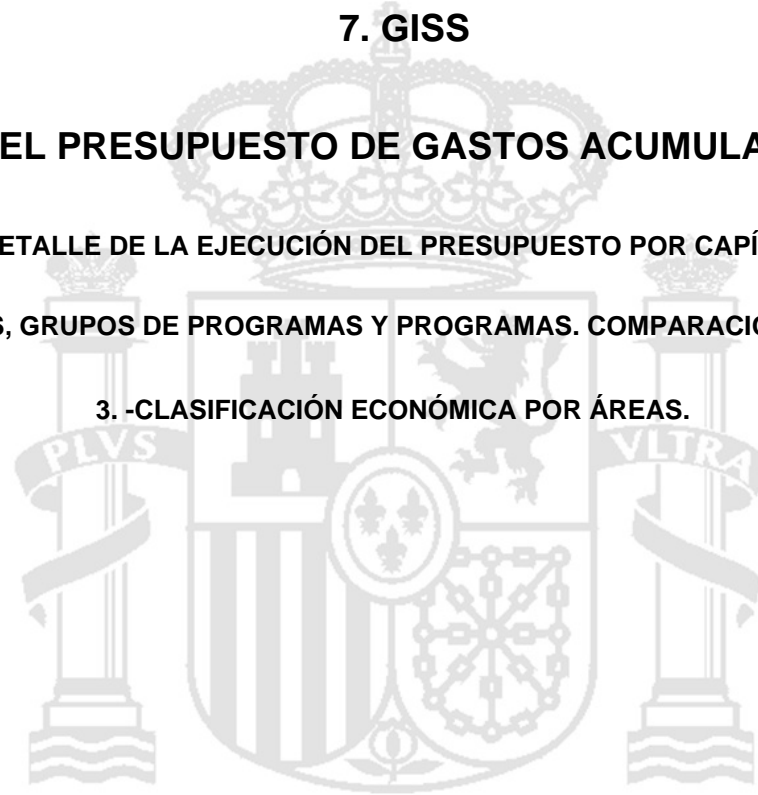 7. GISS
EL PRESUPUESTO DE GASTOS ACUMULA
ETALLE DE LA EJECUCIÓN DEL PRESUPUESTO POR CAPÍ
S, GRUPOS DE PROGRAMAS Y PROGRAMAS. COMPARACIO
3. -CLASIFICACIÓN ECONÓMICA POR ÁREAS.
PLVS
VLTRA